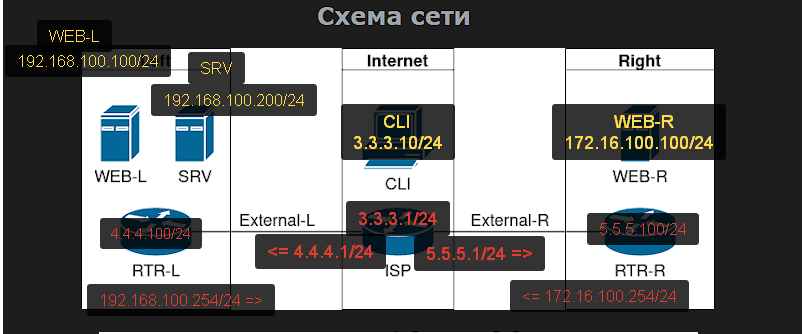 Схема сети
WEB-L
192.168.100.100/24
SRV
192.168.100.200/24
Internet
Right
CLI
3.3.3.10/24
WEB-R
172.16.100.100/24
WEB-L
SRV
CLI
WEB-R
4.4.4.100/24
External-L
3.3.3.1/24
External-R
5.5.5.100/24
<= 4.4.4.1/24
5.5.5.1/24 =>
RTR-L
ISP
RTR-R
192.168.100.254/24 =>
<= 172.16.100.254/24